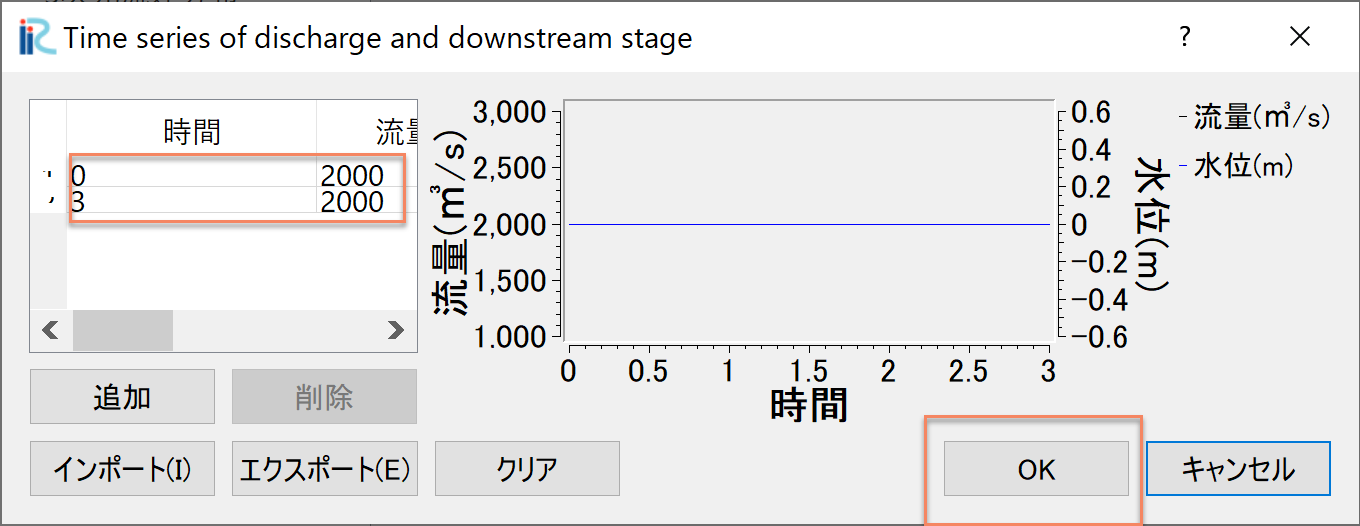 iRIC Time series of discharge and downstream stage ?
時間 流量
0 2000
3 2000
流量(m³/s)
3,000
2,500
2,000
1,500
1.000
0 0.5 1 1.5 2 2.5 3
時間
0.6
0.4
0.2
0
-0.2
-0.4
-0.6
水位(m)
流量(m³/s)
水位(m)
追加 削除
インポート(I) エクスポート(E) クリア OK キャンセル